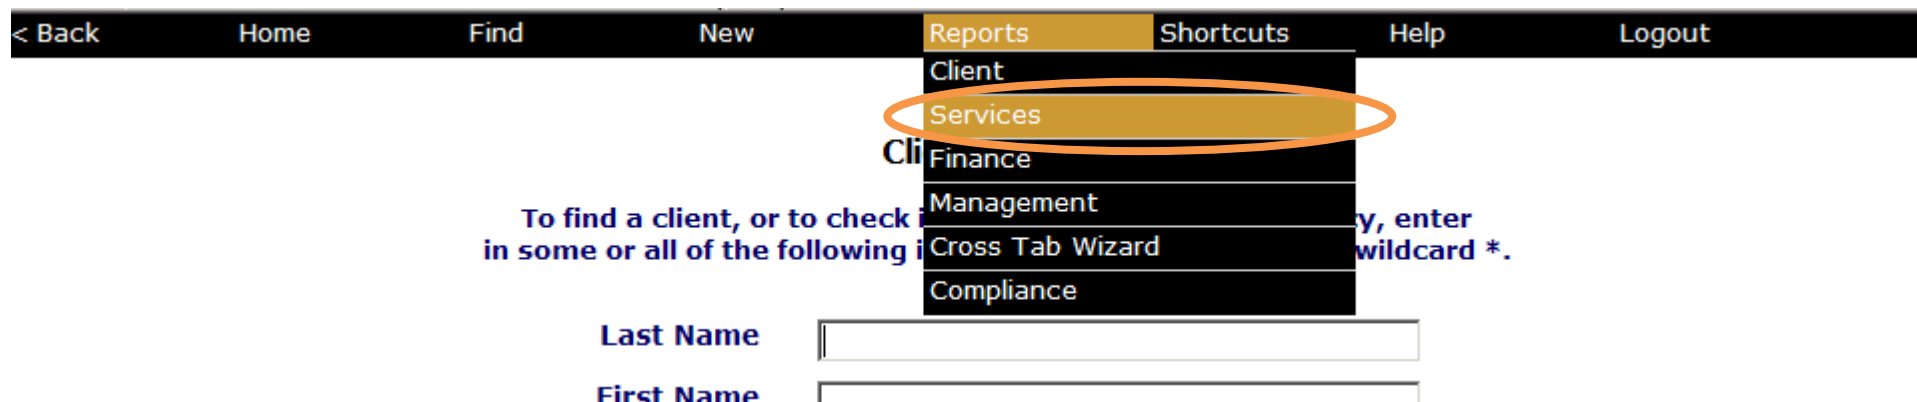 < Back Home Find New Reports Shortcuts Help Logout
Client
Services
Cli
Finance
Management
To find a client, or to check i y, enter
Cross Tab Wizard
in some or all of the following i wildcard *.
Compliance
Last Name
First Name